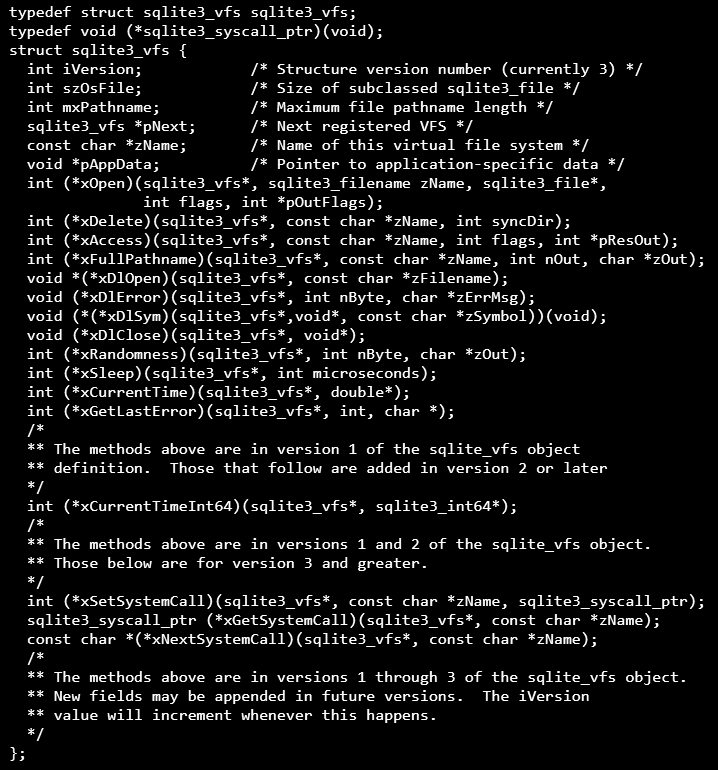 typedef struct sqlite3_vfs sqlite3_vfs;
typedef void (*sqlite3_syscall_ptr)(void);
struct sqlite3_vfs {
  int iVersion;            /* Structure version number (currently 3) */
  int szOsFile;            /* Size of subclassed sqlite3_file */
  int mxPathname;          /* Maximum file pathname length */
  sqlite3_vfs *pNext;      /* Next registered VFS */
  const char *zName;       /* Name of this virtual file system */
  void *pAppData;          /* Pointer to application-specific data */
  int (*xOpen)(sqlite3_vfs*, sqlite3_filename zName, sqlite3_file*,
               int flags, int *pOutFlags);
  int (*xDelete)(sqlite3_vfs*, const char *zName, int syncDir);
  int (*xAccess)(sqlite3_vfs*, const char *zName, int flags, int *pResOut);
  int (*xFullPathname)(sqlite3_vfs*, const char *zName, int nOut, char *zOut);
  void *(*xDlOpen)(sqlite3_vfs*, const char *zFilename);
  void (*xDlError)(sqlite3_vfs*, int nByte, char *zErrMsg);
  void (*(*xDlSym)(sqlite3_vfs*,void*, const char *zSymbol))(void);
  void (*xDlClose)(sqlite3_vfs*, void*);
  int (*xRandomness)(sqlite3_vfs*, int nByte, char *zOut);
  int (*xSleep)(sqlite3_vfs*, int microseconds);
  int (*xCurrentTime)(sqlite3_vfs*, double*);
  int (*xGetLastError)(sqlite3_vfs*, int, char *);
  /*
  ** The methods above are in version 1 of the sqlite_vfs object
  ** definition.  Those that follow are added in version 2 or later
  */
  int (*xCurrentTimeInt64)(sqlite3_vfs*, sqlite3_int64*);
  /*
  ** The methods above are in versions 1 and 2 of the sqlite_vfs object.
  ** Those below are for version 3 and greater.
  */
  int (*xSetSystemCall)(sqlite3_vfs*, const char *zName, sqlite3_syscall_ptr);
  sqlite3_syscall_ptr (*xGetSystemCall)(sqlite3_vfs*, const char *zName);
  const char *(*xNextSystemCall)(sqlite3_vfs*, const char *zName);
  /*
  ** The methods above are in versions 1 through 3 of the sqlite_vfs object.
  ** New fields may be appended in future versions.  The iVersion
  ** value will increment whenever this happens.
  */
};